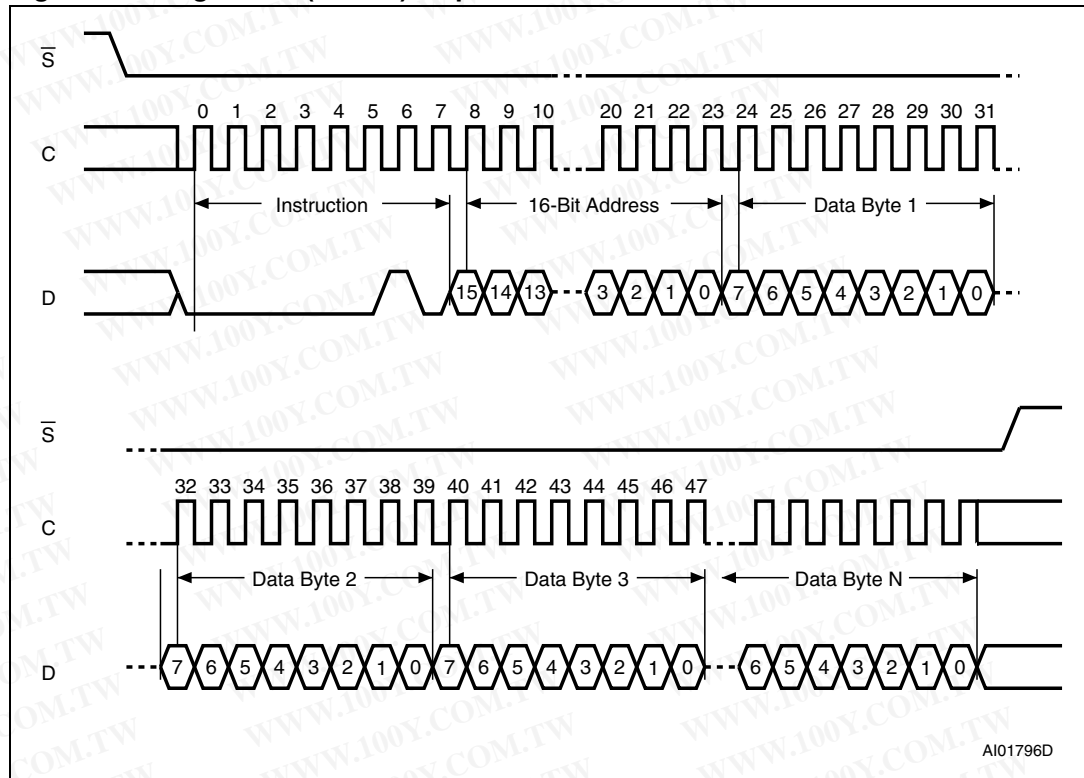 S
0 1 2 3 4 5 6 7 8 9 10 20 21 22 23 24 25 26 27 28 29 30 31
C
Instruction 16-Bit Address Data Byte 1
D 15 14 13 3 2 1 0 7 6 5 4 3 2 1 0
S
32 33 34 35 36 37 38 39 40 41 42 43 44 45 46 47
C
Data Byte 2 Data Byte 3 Data Byte N
D 7 6 5 4 3 2 1 0 7 6 5 4 3 2 1 0 6 5 4 3 2 1 0
AI01796D
WWW.100Y.COM.TW